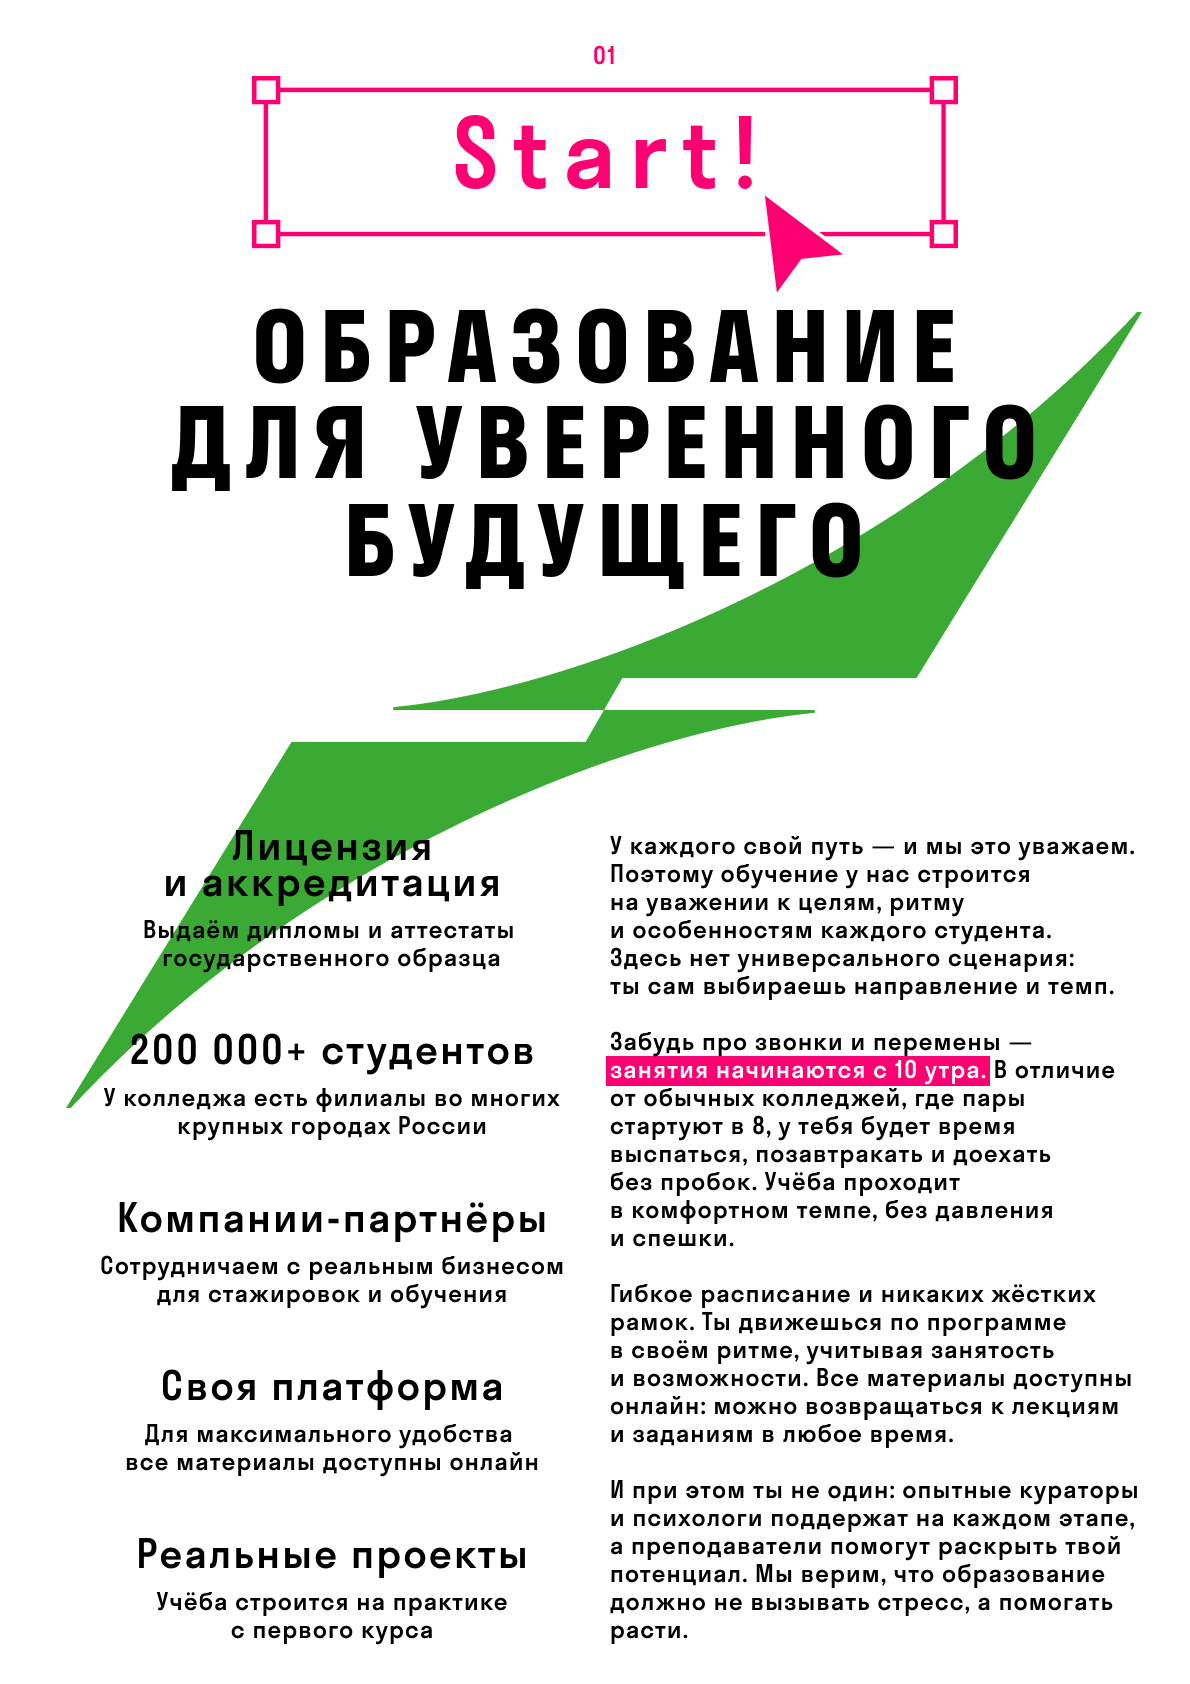 01
Start!
ОБРАЗОВАНИЕ
ДЛЯ УВЕРЕННОГО
БУДУЩЕГО
Лицензия
и аккредитация
Выдаём дипломы и аттестаты
государственного образца
200 000+ студентов
У колледжа есть филиалы во многих
крупных городах России
Компании-партнёры
Сотрудничаем с реальным бизнесом
для стажировок и обучения
Своя платформа
Для максимального удобства
все материалы доступны онлайн
Реальные проекты
Учёба строится на практике
с первого курса
У каждого свой путь — и мы это уважаем.
Поэтому обучение у нас строится
на уважении к целям, ритму
и особенностям каждого студента.
Здесь нет универсального сценария:
ты сам выбираешь направление и темп.
Забудь про звонки и перемены —
занятия начинаются с 10 утра. В отличие
от обычных колледжей, где пары
стартуют в 8, у тебя будет время
выспаться, позавтракать и доехать
без пробок. Учёба проходит
в комфортном темпе, без давления
и спешки.
Гибкое расписание и никаких жёстких
рамок. Ты движешься по программе
в своём ритме, учитывая занятость
и возможности. Все материалы доступны
онлайн: можно возвращаться к лекциям
и заданиям в любое время.
И при этом ты не один: опытные кураторы
и психологи поддержат на каждом этапе,
а преподаватели помогут раскрыть твой
потенциал. Мы верим, что образование
должно не вызывать стресс, а помогать
расти.